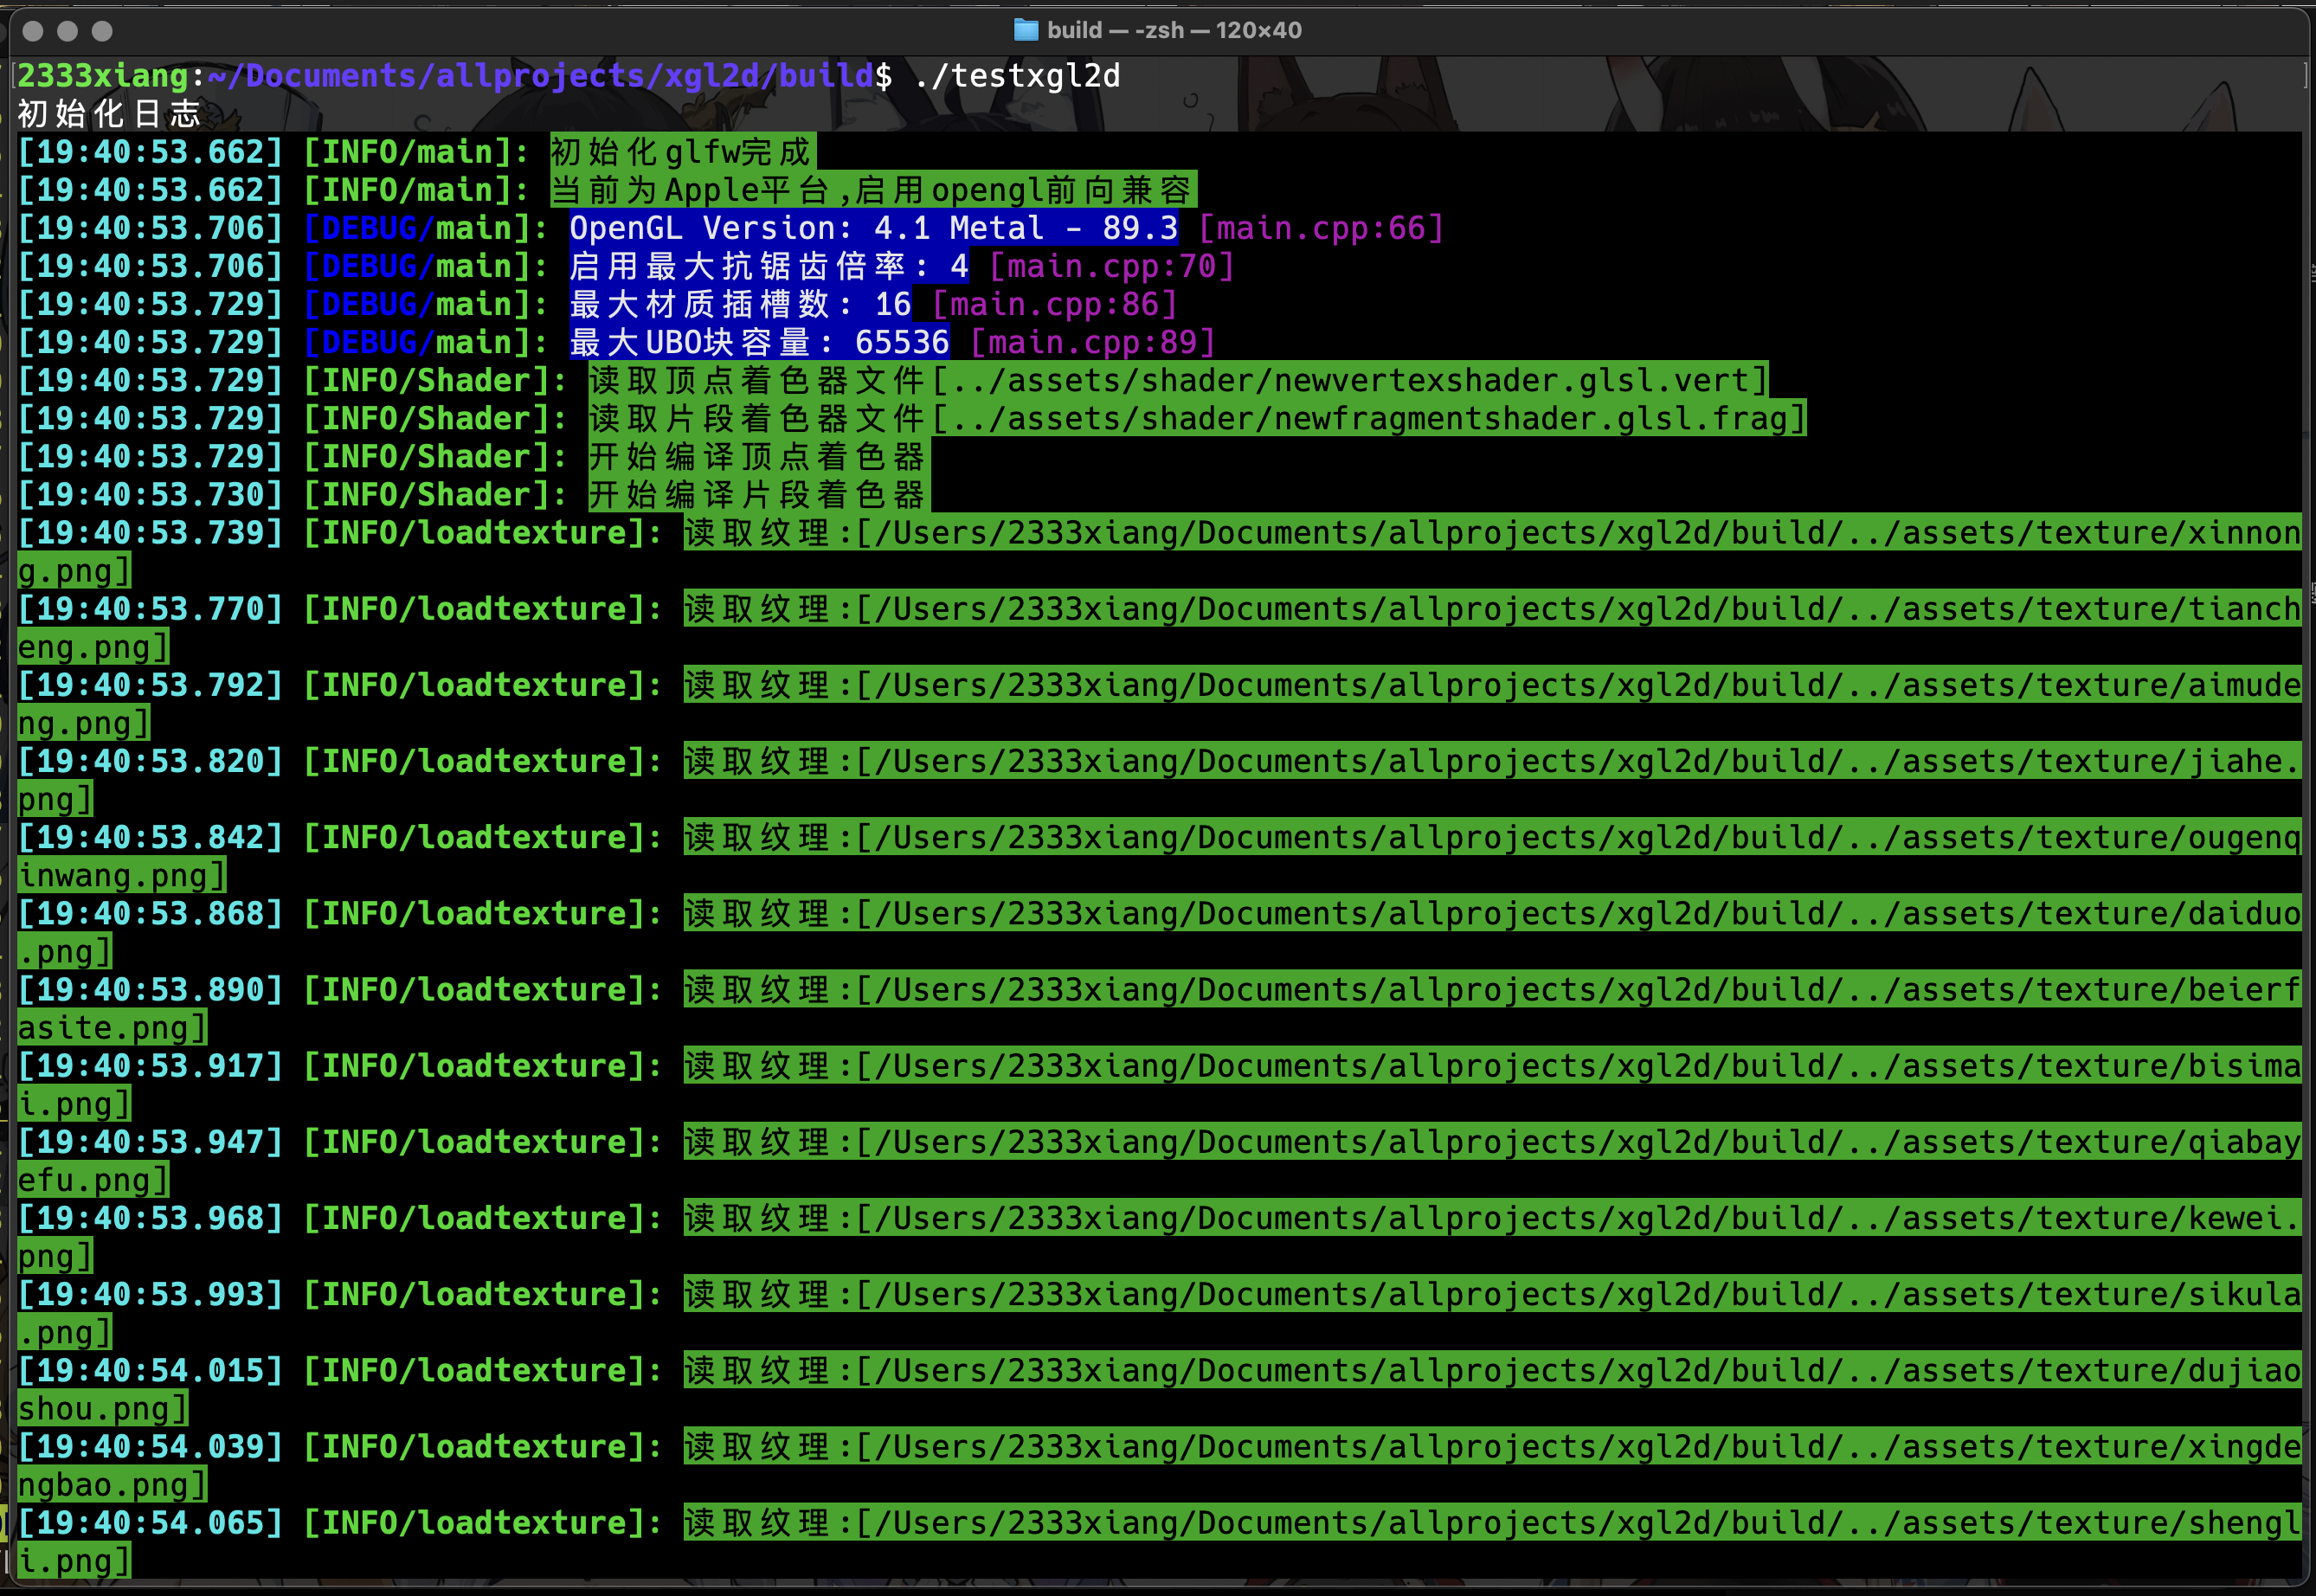 build — -zsh — 120×40
2333xiang:~/Documents/allprojects/xgl2d/build$ ./testxgl2d
初始化日志
[19:40:53.662] [INFO/main]: 初始化glfw完成
[19:40:53.662] [INFO/main]: 当前为Apple平台,启用opengl前向兼容
[19:40:53.706] [DEBUG/main]: OpenGL Version: 4.1 Metal - 89.3 [main.cpp:66]
[19:40:53.706] [DEBUG/main]: 启用最大抗锯齿倍率: 4 [main.cpp:70]
[19:40:53.729] [DEBUG/main]: 最大材质插槽数: 16 [main.cpp:86]
[19:40:53.729] [DEBUG/main]: 最大UBO块容量: 65536 [main.cpp:89]
[19:40:53.729] [INFO/Shader]: 读取顶点着色器文件[../assets/shader/newvertexshader.glsl.vert]
[19:40:53.729] [INFO/Shader]: 读取片段着色器文件[../assets/shader/newfragmentshader.glsl.frag]
[19:40:53.729] [INFO/Shader]: 开始编译顶点着色器
[19:40:53.730] [INFO/Shader]: 开始编译片段着色器
[19:40:53.739] [INFO/loadtexture]: 读取纹理:[/Users/2333xiang/Documents/allprojects/xgl2d/build/../assets/texture/xinnon
g.png]
[19:40:53.770] [INFO/loadtexture]: 读取纹理:[/Users/2333xiang/Documents/allprojects/xgl2d/build/../assets/texture/tianch
eng.png]
[19:40:53.792] [INFO/loadtexture]: 读取纹理:[/Users/2333xiang/Documents/allprojects/xgl2d/build/../assets/texture/aimude
ng.png]
[19:40:53.820] [INFO/loadtexture]: 读取纹理:[/Users/2333xiang/Documents/allprojects/xgl2d/build/../assets/texture/jiahe.
png]
[19:40:53.842] [INFO/loadtexture]: 读取纹理:[/Users/2333xiang/Documents/allprojects/xgl2d/build/../assets/texture/ougenq
inwang.png]
[19:40:53.868] [INFO/loadtexture]: 读取纹理:[/Users/2333xiang/Documents/allprojects/xgl2d/build/../assets/texture/daiduo
.png]
[19:40:53.890] [INFO/loadtexture]: 读取纹理:[/Users/2333xiang/Documents/allprojects/xgl2d/build/../assets/texture/beierf
asite.png]
[19:40:53.917] [INFO/loadtexture]: 读取纹理:[/Users/2333xiang/Documents/allprojects/xgl2d/build/../assets/texture/bisima
i.png]
[19:40:53.947] [INFO/loadtexture]: 读取纹理:[/Users/2333xiang/Documents/allprojects/xgl2d/build/../assets/texture/qiabay
efu.png]
[19:40:53.968] [INFO/loadtexture]: 读取纹理:[/Users/2333xiang/Documents/allprojects/xgl2d/build/../assets/texture/kewei.
png]
[19:40:53.993] [INFO/loadtexture]: 读取纹理:[/Users/2333xiang/Documents/allprojects/xgl2d/build/../assets/texture/sikula
.png]
[19:40:54.015] [INFO/loadtexture]: 读取纹理:[/Users/2333xiang/Documents/allprojects/xgl2d/build/../assets/texture/dujiao
shou.png]
[19:40:54.039] [INFO/loadtexture]: 读取纹理:[/Users/2333xiang/Documents/allprojects/xgl2d/build/../assets/texture/xingde
ngbao.png]
[19:40:54.065] [INFO/loadtexture]: 读取纹理:[/Users/2333xiang/Documents/allprojects/xgl2d/build/../assets/texture/shengl
i.png]